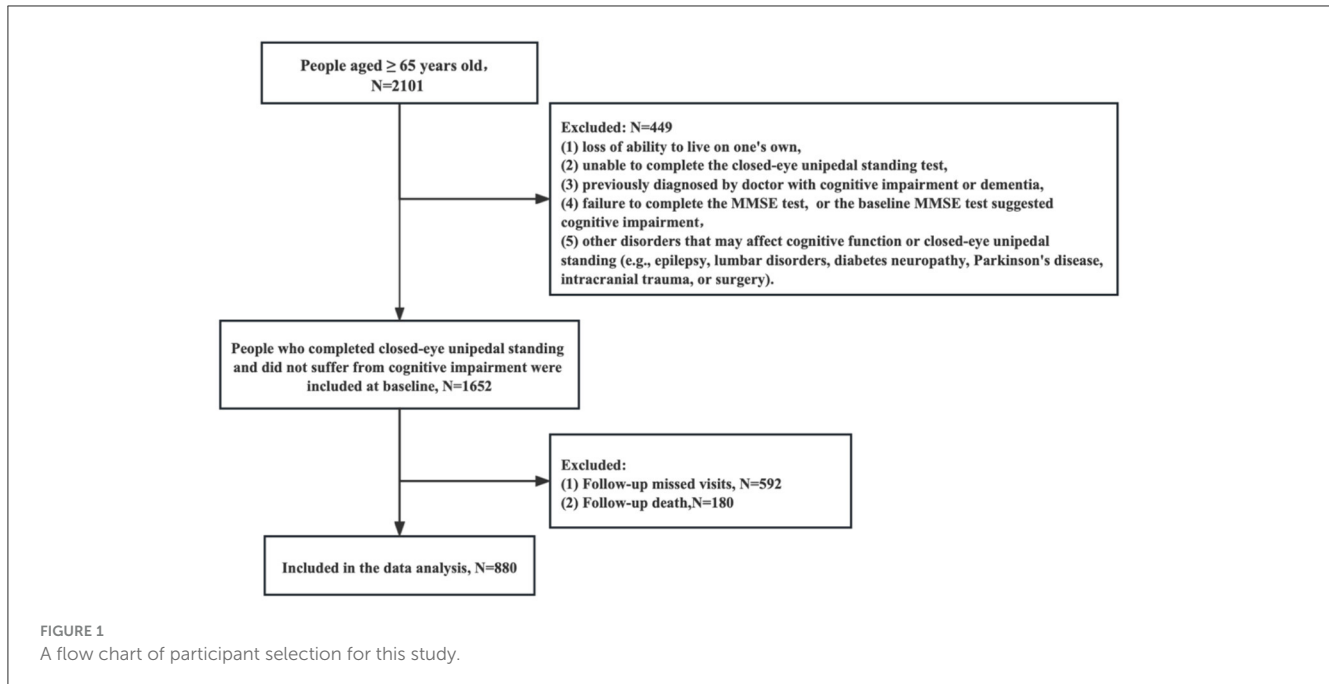 People aged ≥ 65 years old，
N=2101
Excluded: N=449
(1) loss of ability to live on one's own,
(2) unable to complete the closed-eye unipedal standing test,
(3) previously diagnosed by doctor with cognitive impairment or dementia,
(4) failure to complete the MMSE test, or the baseline MMSE test suggested
cognitive impairment，
(5) other disorders that may affect cognitive function or closed-eye unipedal
standing (e.g., epilepsy, lumbar disorders, diabetes neuropathy, Parkinson's disease,
intracranial trauma, or surgery).
People who completed closed-eye unipedal standing
and did not suffer from cognitive impairment were
included at baseline, N=1652
Excluded:
(1) Follow-up missed visits, N=592
(2) Follow-up death,N=180
Included in the data analysis, N=880
FIGURE 1
A flow chart of participant selection for this study.